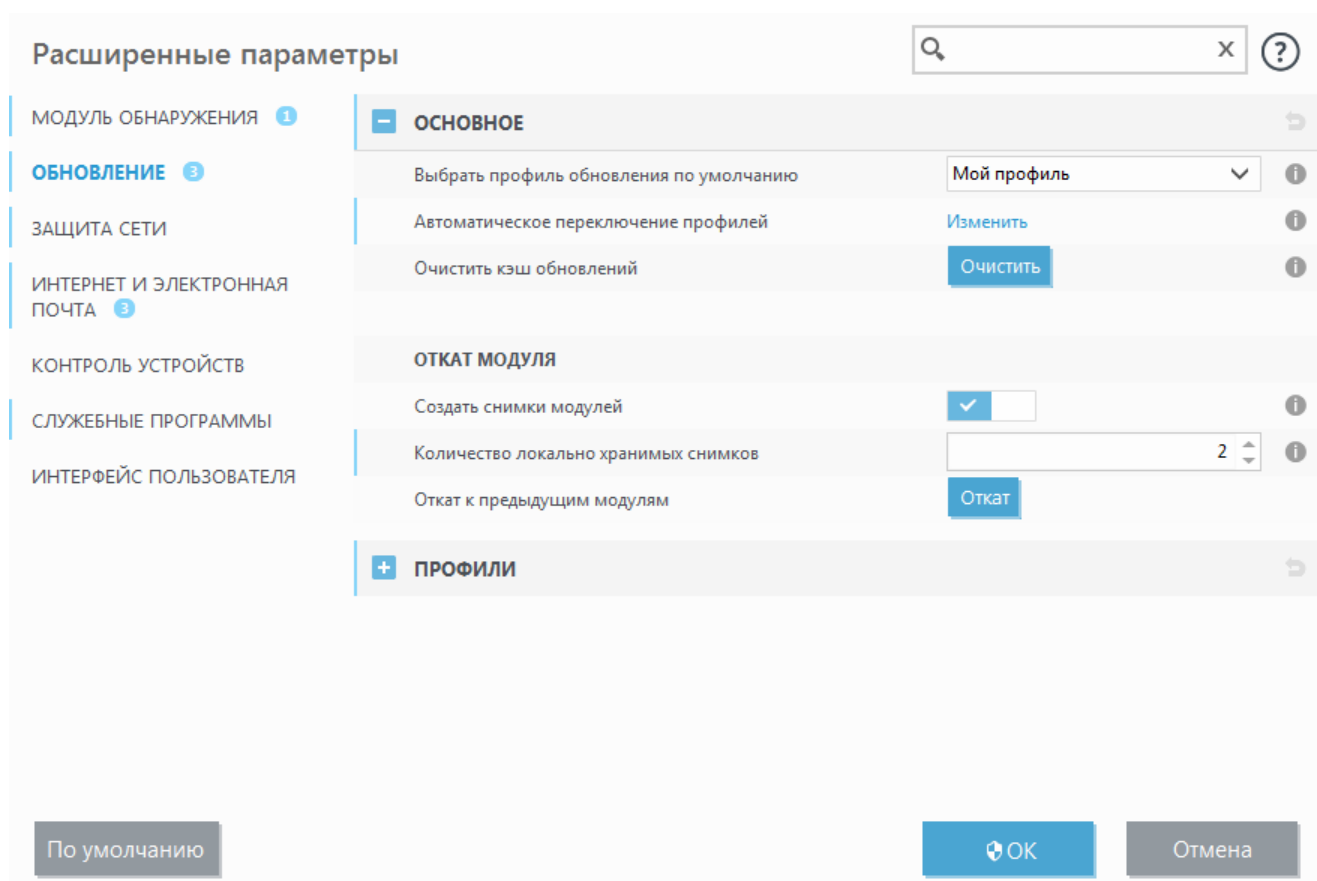 Расширенные параметры
x
?
МОДУЛЬ ОБНАРУЖЕНИЯ 1
ОБНОВЛЕНИЕ 3
ЗАЩИТА СЕТИ
ИНТЕРНЕТ И ЭЛЕКТРОННАЯ
ПОЧТА 3
КОНТРОЛЬ УСТРОЙСТВ
СЛУЖЕБНЫЕ ПРОГРАММЫ
ИНТЕРФЕЙС ПОЛЬЗОВАТЕЛЯ
ОСНОВНОЕ
Выбрать профиль обновления по умолчанию Мой профиль
Автоматическое переключение профилей Изменить
Очистить кэш обновлений Очистить
ОТКАТ МОДУЛЯ
Создать снимки модулей
Количество локально хранимых снимков 2
Откат к предыдущим модулям Откат
ПРОФИЛИ
По умолчанию
OK
Отмена